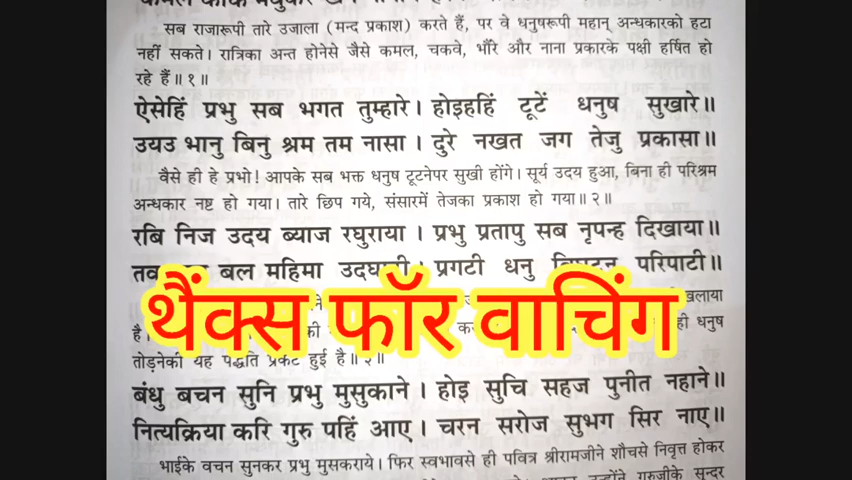 सब राजारूपी तारे उजाला (मन्द प्रकाश) करते हैं, पर वे धनुषरूपी महान् अन्धकारको हटा
नहीं सकते। रात्रिका अन्त होनेसे जैसे कमल, चकवे, भौंरे और नाना प्रकारके पक्षी हर्षित हो
रहे हैं॥१॥
ऐसेहिं प्रभु सब भगत तुम्हारे। होइहहिं टूटें धनुष सुखारे॥
उयउ भानु बिनु श्रम तम नासा। दुरे नखत जग तेजु प्रकासा॥
वैसे ही हे प्रभो! आपके सब भक्त धनुष टूटनेपर सुखी होंगे। सूर्य उदय हुआ, बिना ही परिश्रम
अन्धकार नष्ट हो गया। तारे छिप गये, संसारमें तेजका प्रकाश हो गया॥२॥
रबि निज उदय ब्याज रघुराया। प्रभु प्रतापु सब नृपन्ह दिखाया॥
बल महिमा प्रगटी धनु परिपाटी॥
थैंक्स फॉर वाचिंग
है। की ही धनुष
तोड़नेकी यह पद्धति प्रकट हुई है॥३॥
बंधु बचन सुनि प्रभु मुसुकाने। होइ सुचि सहज पुनीत नहाने॥
नित्यक्रिया करि गुरु पहिं आए। चरन सरोज सुभग सिर नाए॥
भाईके वचन सुनकर प्रभु मुसकराये। फिर स्वभावसे ही पवित्र श्रीरामजीने शौचसे निवृत्त होकर
गुरुजीके सुन्दर